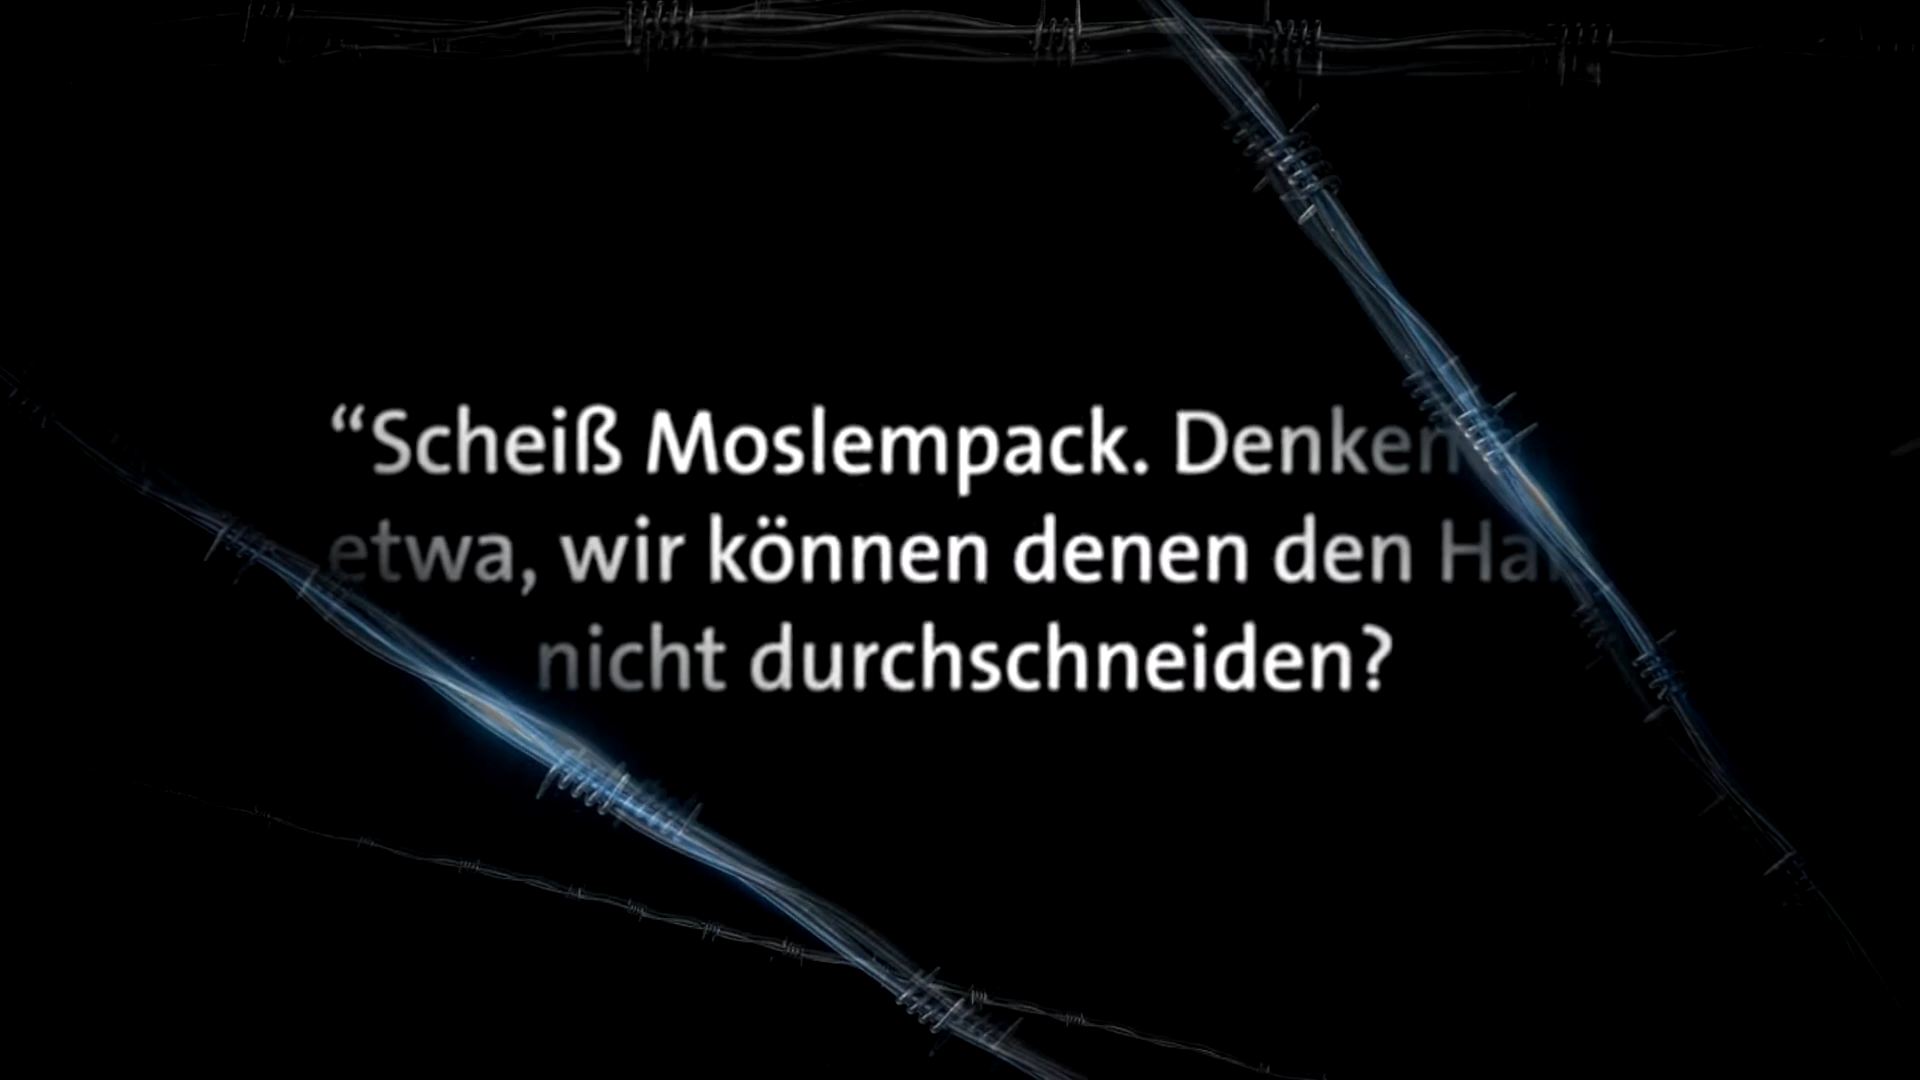 “Scheiß Moslempack. Denken
etwa, wir können denen den
nicht durchschneiden?